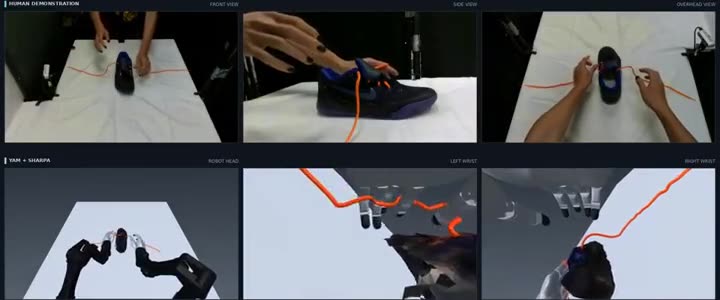 HUMAN DEMONSTRATION
FRONT VIEW
SIDE VIEW
OVERHEAD VIEW
YAM + SHARPA
ROBOT HEAD
LEFT WRIST
RIGHT WRIST